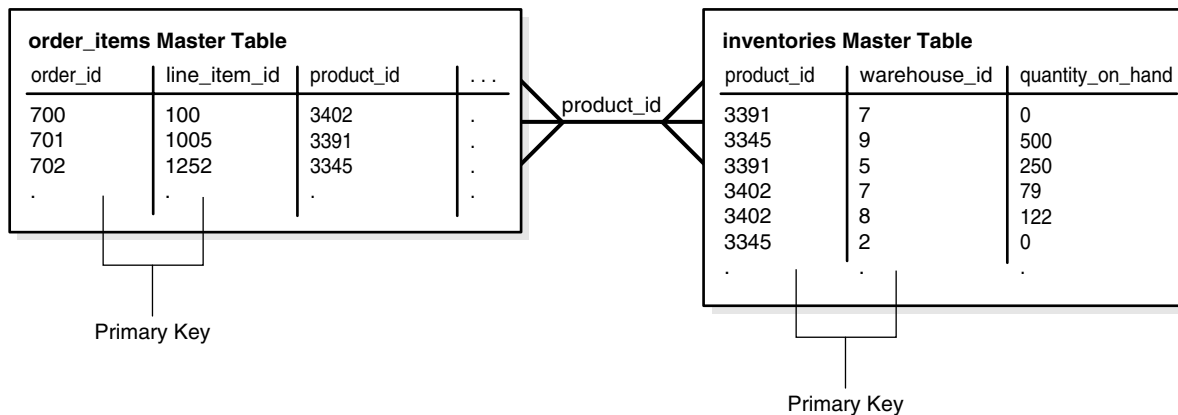 order_items Master Table
order_id line_item_id product_id . . .
700 100 3402 .
701 1005 3391 .
702 1252 3345 .
. . . .
Primary Key
product_id
inventories Master Table
product_id warehouse_id quantity_on_hand
3391 7 0
3345 9 500
3391 5 250
3402 7 79
3402 8 122
3345 2 0
. . .
Primary Key